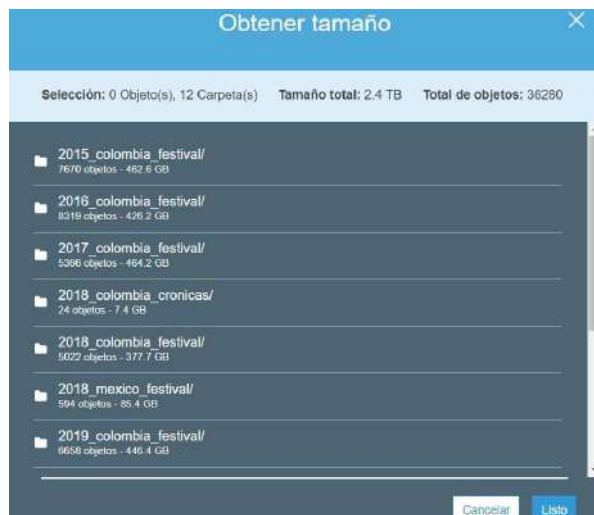 Obtener tamaño
Selección: 0 Objeto(s), 12 Carpeta(s) Tamaño total: 2.4 TB Total de objetos: 36280
2015_colombia_festival/
7670 objetos - 462.6 GB
2016_colombia_festival/
8319 objetos - 426.2 GB
2017_colombia_festival/
5366 objetos - 464.2 GB
2018_colombia_cronicas/
24 objetos - 7.4 GB
2018_colombia_festival/
5022 objetos - 377.7 GB
2018_mexico_festival/
594 objetos - 85.4 GB
2019_colombia_festival/
6658 objetos - 446.4 GB
Cancelar Listo